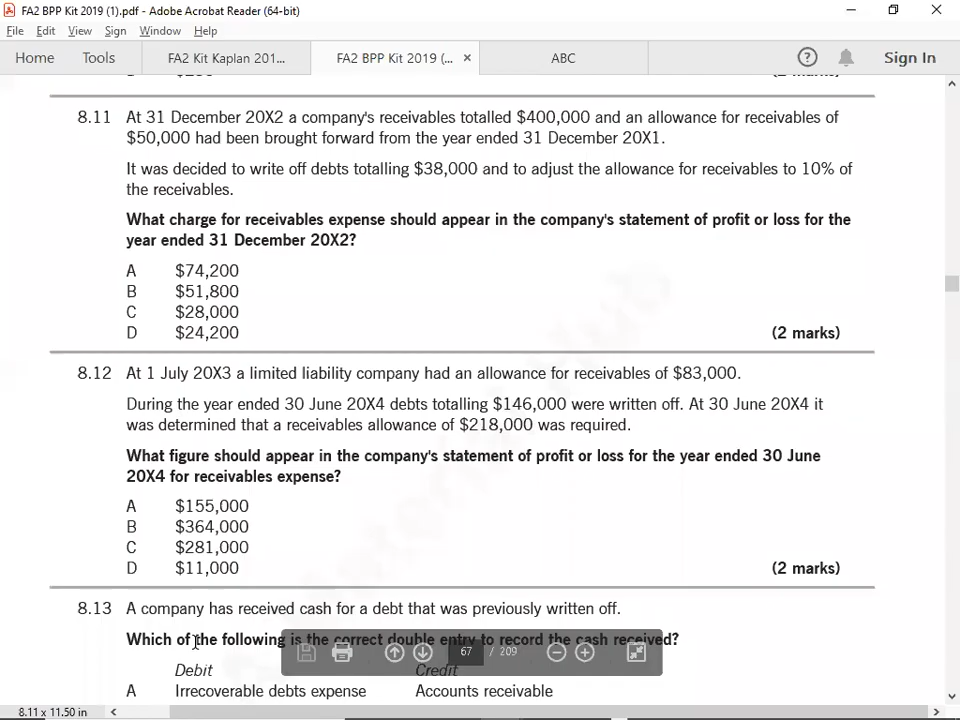 FA2 BPP Kit 2019 (1).pdf - Adobe Acrobat Reader (64-bit)
File Edit View Sign Window Help
Home Tools FA2 Kit Kaplan 201... FA2 BPP Kit 2019 (... × ABC Sign In
8.11 At 31 December 20X2 a company's receivables totalled $400,000 and an allowance for receivables of
$50,000 had been brought forward from the year ended 31 December 20X1.
It was decided to write off debts totalling $38,000 and to adjust the allowance for receivables to 10% of
the receivables.
What charge for receivables expense should appear in the company's statement of profit or loss for the
year ended 31 December 20X2?
A $74,200
B $51,800
C $28,000
D $24,200 (2 marks)
8.12 At 1 July 20X3 a limited liability company had an allowance for receivables of $83,000.
During the year ended 30 June 20X4 debts totalling $146,000 were written off. At 30 June 20X4 it
was determined that a receivables allowance of $218,000 was required.
What figure should appear in the company's statement of profit or loss for the year ended 30 June
20X4 for receivables expense?
A $155,000
B $364,000
C $281,000
D $11,000 (2 marks)
8.13 A company has received cash for a debt that was previously written off.
Which of the following is the correct double entry to record the cash received?
67 / 209
Debit Credit
A Irrecoverable debts expense Accounts receivable
8.11 x 11.50 in